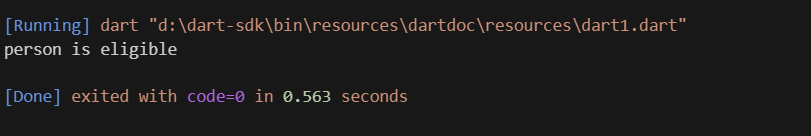 [Running] dart "d:\dart-sdk\bin\resources\dartdoc\resources\dart1.dart"
person is eligible
[Done] exited with code=0 in 0.563 seconds